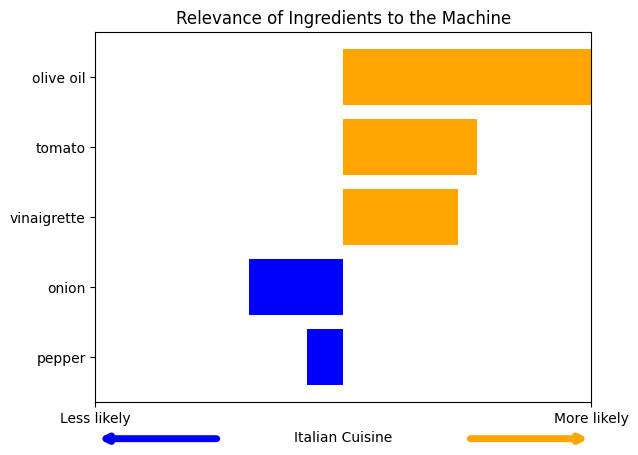 Relevance of Ingredients to the Machine
olive oil
tomato
vinaigrette
onion
pepper
Less likely
More likely
Italian Cuisine